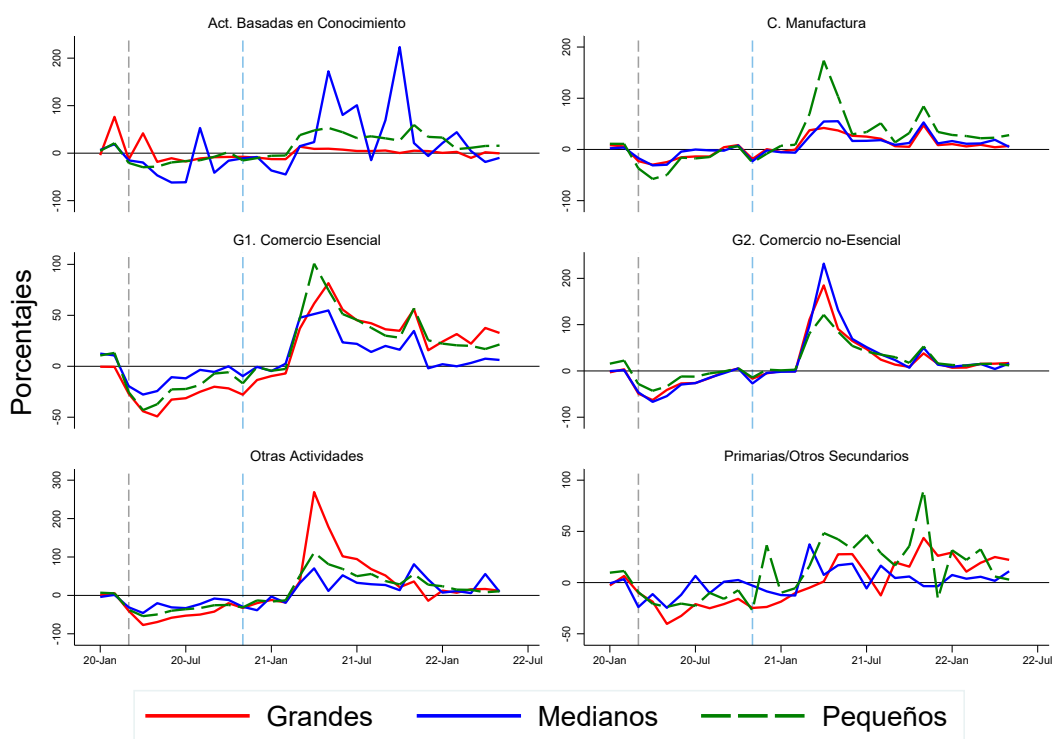 Act. Basadas en Conocimiento
200
100
0
-100
C. Manufactura
200
100
0
-100
Porcentajes
G1. Comercio Esencial
100
50
0
-50
G2. Comercio no-Esencial
200
100
0
-100
Otras Actividades
300
200
100
0
-100
20-Jan 20-Jul 21-Jan 21-Jul 22-Jan 22-Jul
Primarias/Otros Secundarios
100
50
0
-50
20-Jan 20-Jul 21-Jan 21-Jul 22-Jan 22-Jul
Grandes Medianos Pequeños